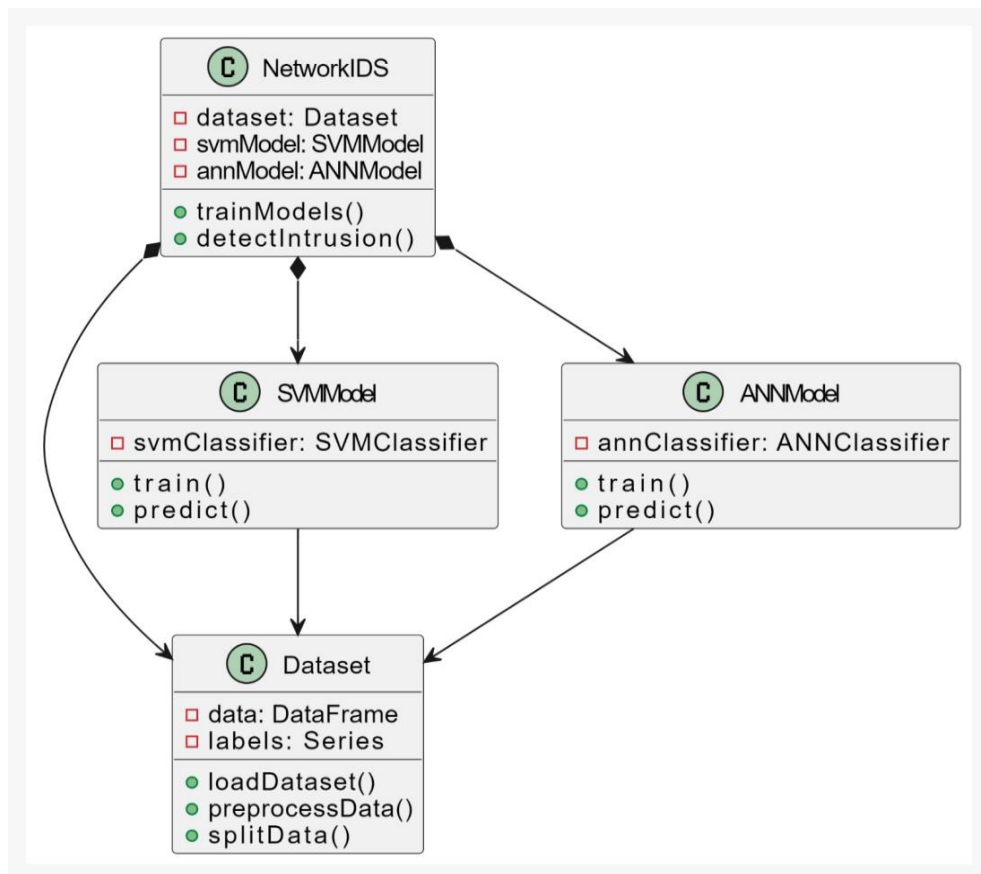 C NetworkIDS
dataset: Dataset
svmModel: SVMModel
annModel: ANNModel
trainModels()
detectIntrusion()
C SVMModel
svmClassifier: SVMClassifier
train()
predict()
C ANNModel
annClassifier: ANNClassifier
train()
predict()
C Dataset
data: DataFrame
labels: Series
loadDataset()
preprocessData()
splitData()